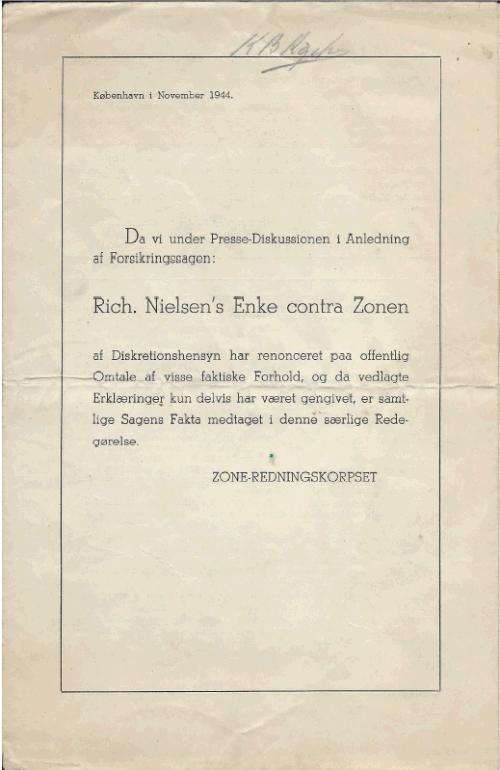 København i November 1944.
Da vi under Presse-Diskussionen i Anledning
af Forsikringssagen:
Rich. Nielsen's Enke contra Zonen
af Diskretionshensyn har renonceret paa offentlig
Omtale af visse faktiske Forhold, og da vedlagte
Erklæringer kun delvis har været gengivet, er samt-
lige Sagens Fakta medtaget i denne særlige Rede-
gørelse.
ZONE-REDNINGSKORPSET